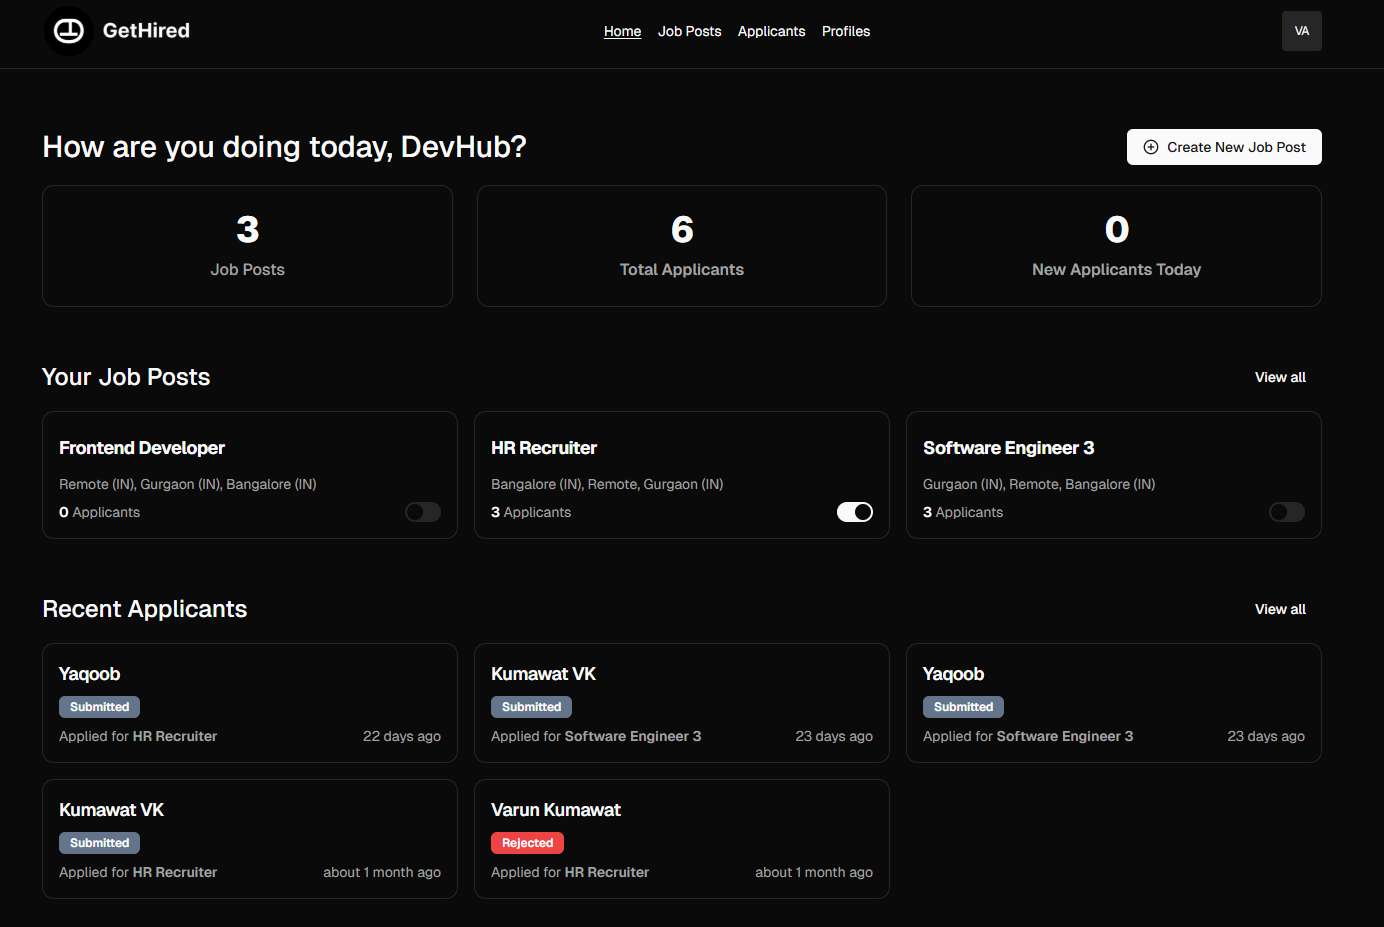 GetHired
Home Job Posts Applicants Profiles
VA
How are you doing today, DevHub?
Create New Job Post
3
Job Posts
6
Total Applicants
0
New Applicants Today
Your Job Posts
View all
Frontend Developer
Remote (IN), Gurgaon (IN), Bangalore (IN)
0 Applicants
HR Recruiter
Bangalore (IN), Remote, Gurgaon (IN)
3 Applicants
Software Engineer 3
Gurgaon (IN), Remote, Bangalore (IN)
3 Applicants
Recent Applicants
View all
Yaqoob
Submitted
Applied for HR Recruiter 22 days ago
Kumawat VK
Submitted
Applied for Software Engineer 3 23 days ago
Yaqoob
Submitted
Applied for Software Engineer 3 23 days ago
Kumawat VK
Submitted
Applied for HR Recruiter about 1 month ago
Varun Kumawat
Rejected
Applied for HR Recruiter about 1 month ago